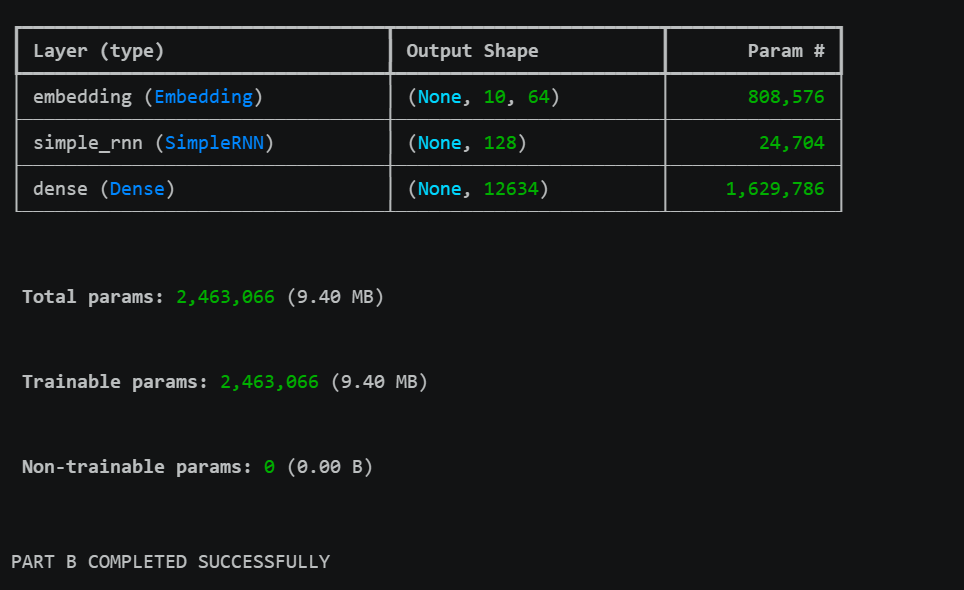 Layer (type) Output Shape Param #
embedding (Embedding) (None, 10, 64) 808,576
simple_rnn (SimpleRNN) (None, 128) 24,704
dense (Dense) (None, 12634) 1,629,786
Total params: 2,463,066 (9.40 MB)
Trainable params: 2,463,066 (9.40 MB)
Non-trainable params: 0 (0.00 B)
PART B COMPLETED SUCCESSFULLY